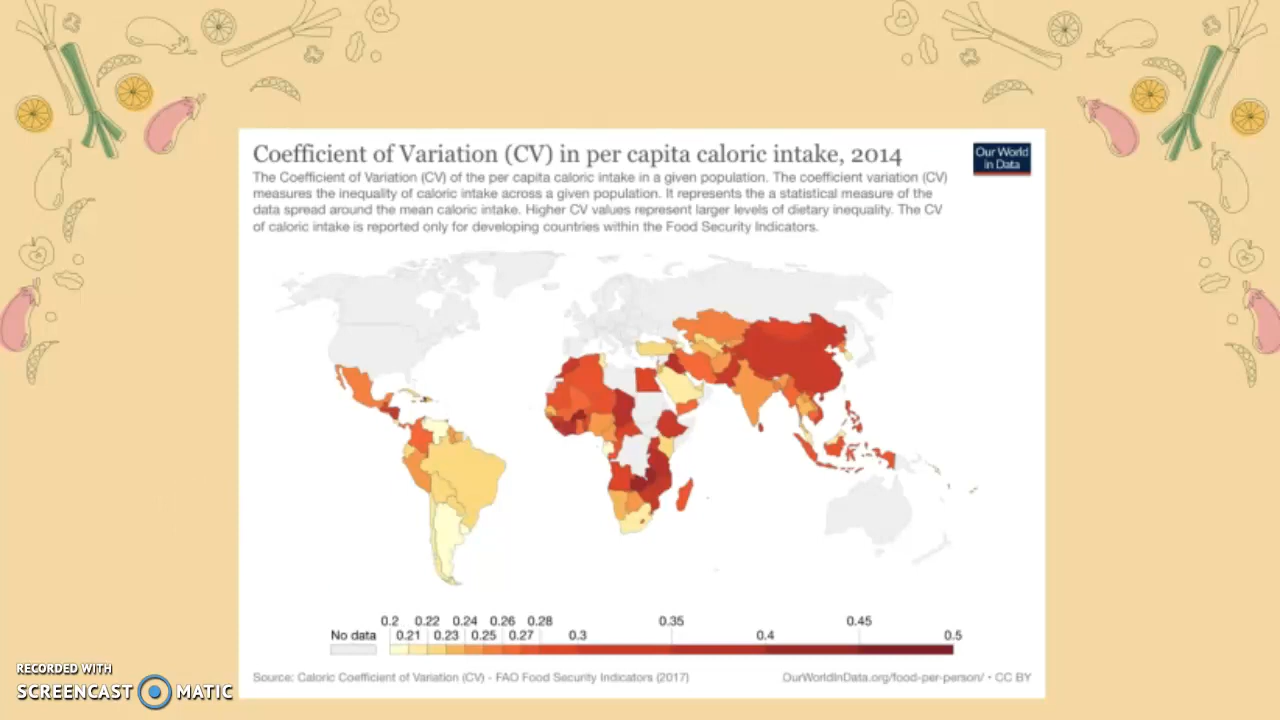 Coefficient of Variation (CV) in per capita caloric intake, 2014
Our World
in Data
The Coefficient of Variation (CV) of the per capita caloric intake in a given population. The coefficient variation (CV)
measures the inequality of caloric intake across a given population. It represents the a statistical measure of the
data spread around the mean caloric intake. Higher CV values represent larger levels of dietary inequality. The CV
of caloric intake is reported only for developing countries within the Food Security Indicators.
0.2 0.22 0.24 0.26 0.28 0.35 0.45
No data 0.21 0.23 0.25 0.27 0.3 0.4 0.5
Source: Caloric Coefficient of Variation (CV) - FAO Food Security Indicators (2017) OurWorldInData.org/food-per-person/ • CC BY
RECORDED WITH
SCREENCAST MATIC